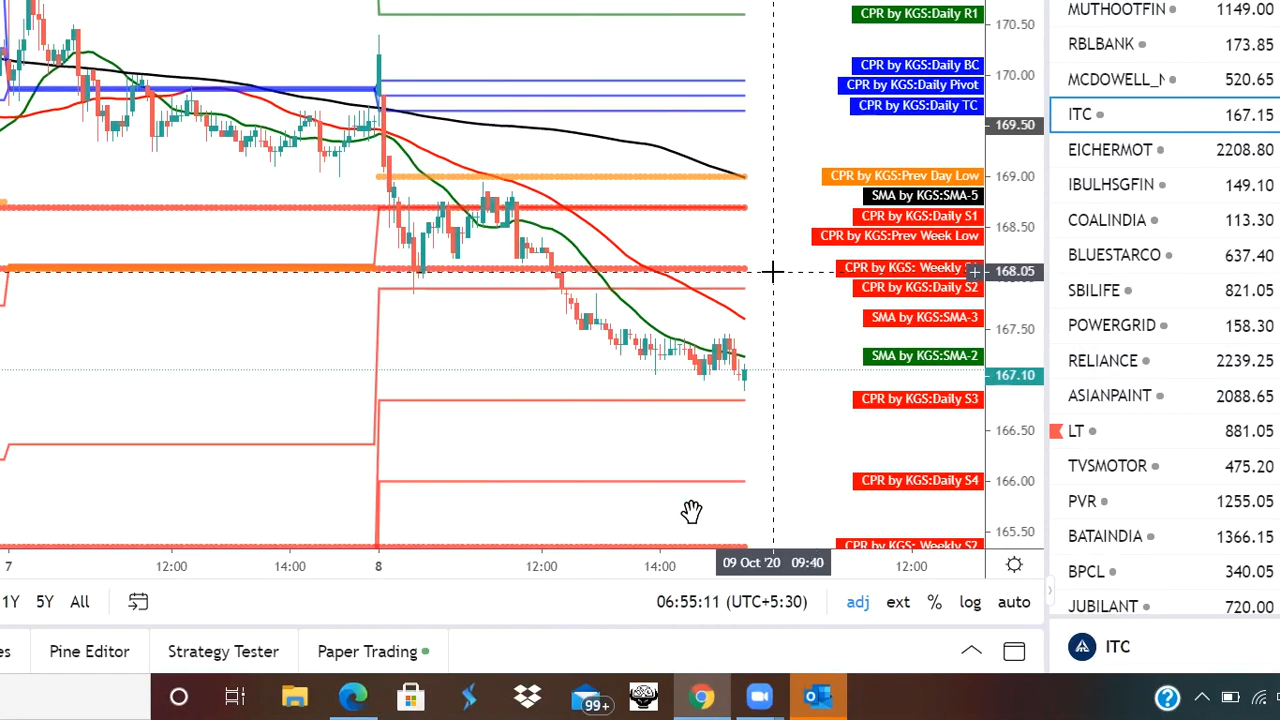 170.50
170.00
169.50
169.00
168.50
168.05
167.50
167.10
166.50
166.00
165.50
CPR by KGS:Daily R1
CPR by KGS:Daily BC
CPR by KGS:Daily Pivot
CPR by KGS:Daily TC
CPR by KGS:Prev Day Low
SMA by KGS:SMA-5
CPR by KGS:Daily S1
CPR by KGS:Prev Week Low
CPR by KGS: Weekly
CPR by KGS:Daily S2
SMA by KGS:SMA-3
SMA by KGS:SMA-2
CPR by KGS:Daily S3
CPR by KGS:Daily S4
CPR by KGS: Weekly S2
7 12:00 14:00 8 12:00 14:00 09 Oct '20 09:40 12:00
1Y 5Y All 06:55:11 (UTC+5:30) adj ext % log auto
es Pine Editor Strategy Tester Paper Trading
MUTHOOTFIN 1149.00
RBLBANK 173.85
MCDOWELL_N 520.65
ITC 167.15
EICHERMOT 2208.80
IBULHSGFIN 149.10
COALINDIA 113.30
BLUESTARCO 637.40
SBILIFE 821.05
POWERGRID 158.30
RELIANCE 2239.25
ASIANPAINT 2088.65
LT 881.05
TVSMOTOR 475.20
PVR 1255.05
BATAINDIA 1366.15
BPCL 340.05
JUBILANT 720.00
ITC
99+